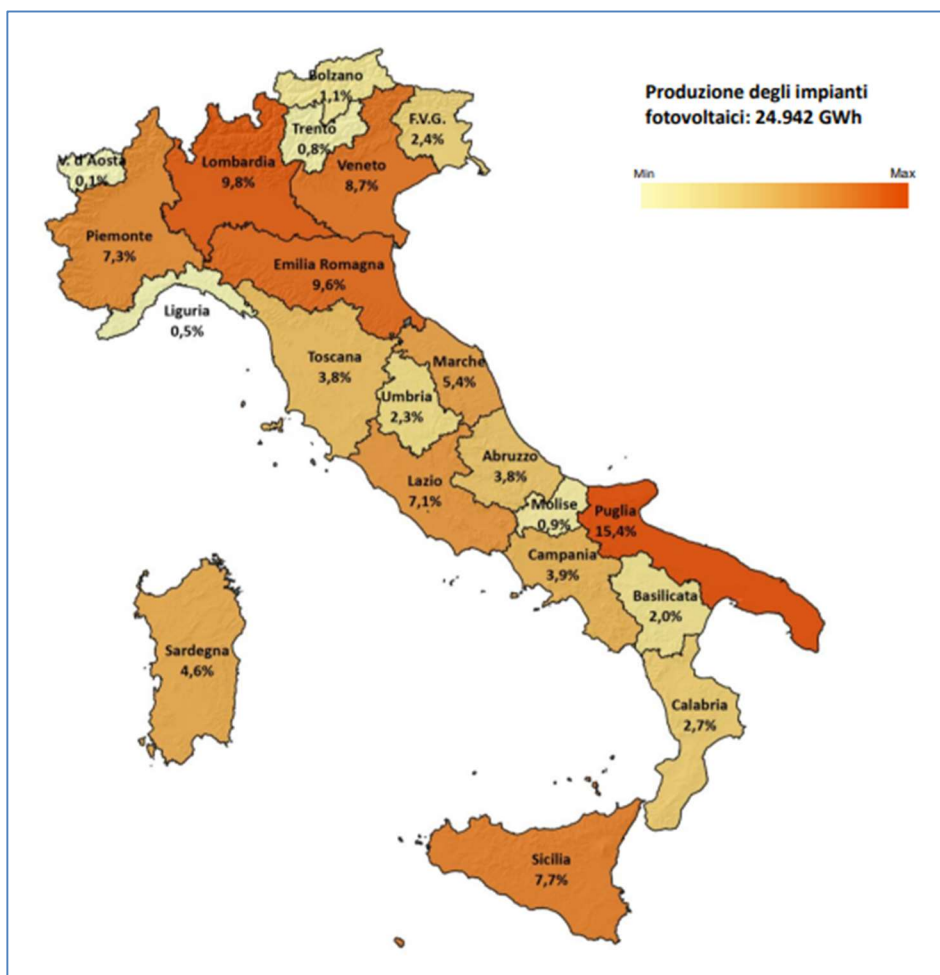 Produzione degli impianti
fotovoltaici: 24.942 GWh
Min
Max
Bolzano
1,1%
Trento
0,8%
F.V.G.
2,4%
V. d'Aosta
0,1%
Lombardia
9,8%
Veneto
8,7%
Piemonte
7,3%
Emilia Romagna
9,6%
Liguria
0,5%
Toscana
3,8%
Marche
5,4%
Umbria
2,3%
Abruzzo
3,8%
Lazio
7,1%
Molise
0,9%
Puglia
15,4%
Campania
3,9%
Basilicata
2,0%
Sardegna
4,6%
Calabria
2,7%
Sicilia
7,7%